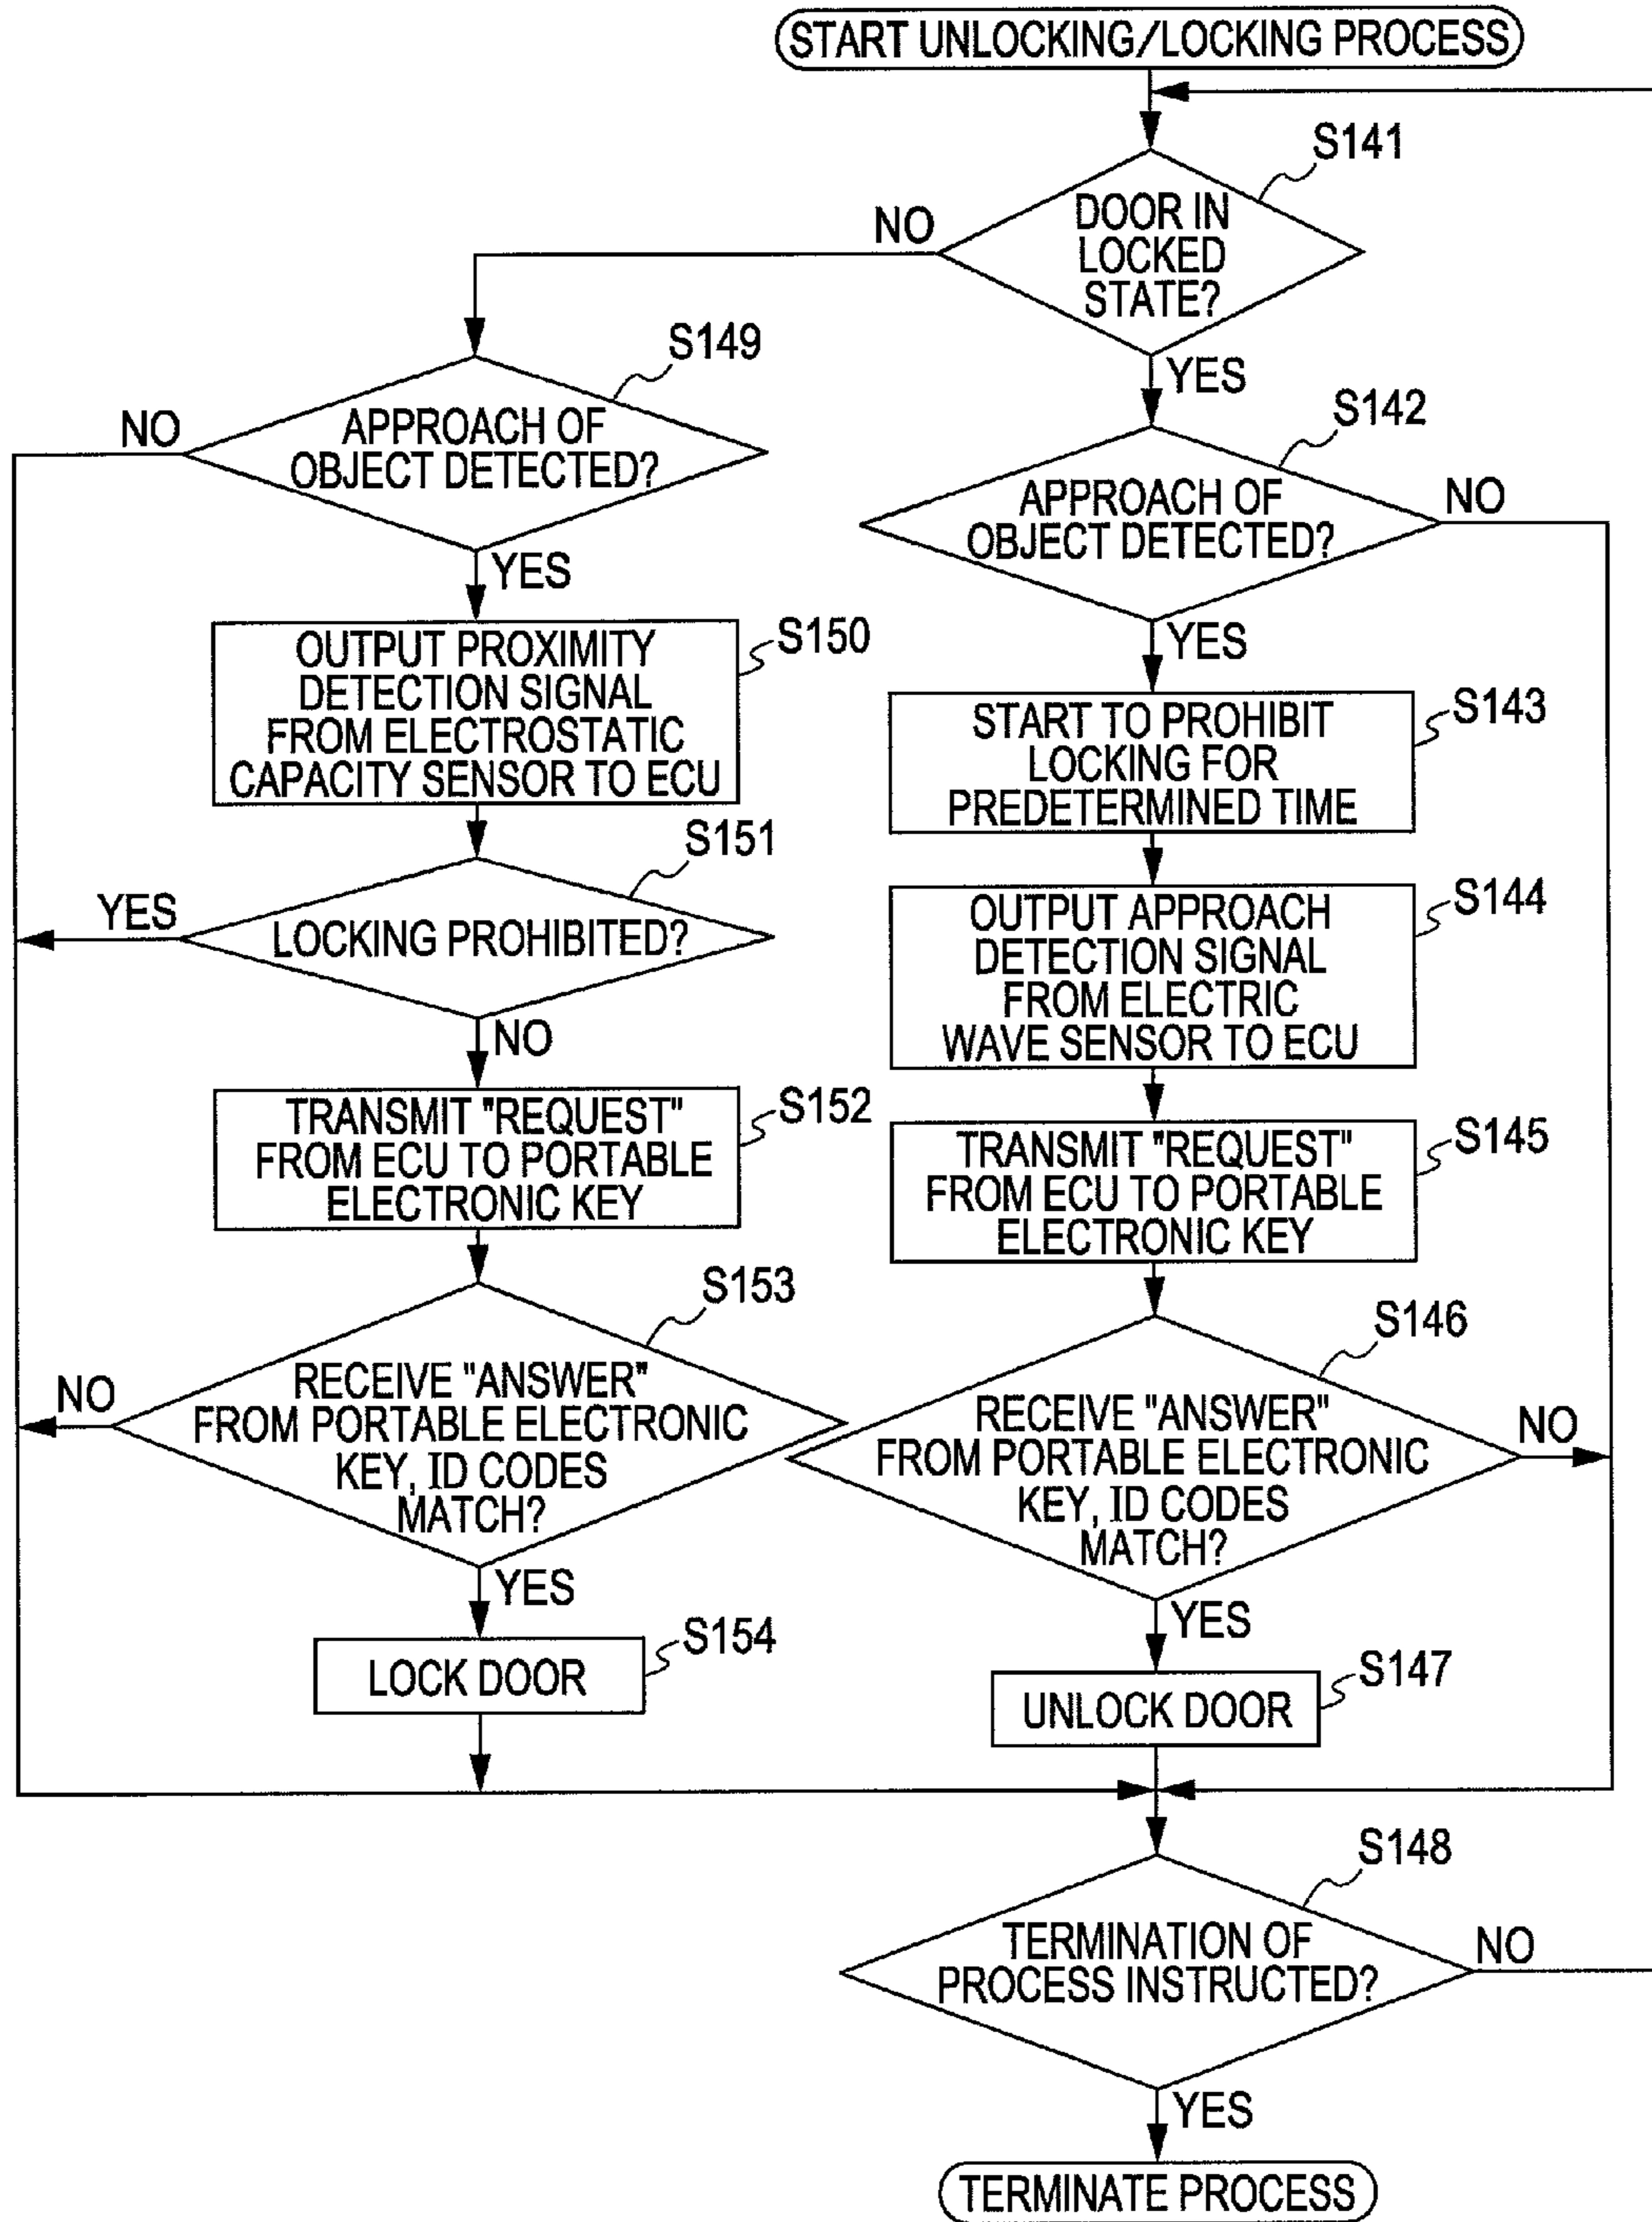 START UNLOCKING/LOCKING PROCESS
S141
DOOR IN
LOCKED
STATE?
NO
YES
S149
APPROACH OF
OBJECT DETECTED?
NO
YES
S142
APPROACH OF
OBJECT DETECTED?
NO
YES
S150
OUTPUT PROXIMITY
DETECTION SIGNAL
FROM ELECTROSTATIC
CAPACITY SENSOR TO ECU
S143
START TO PROHIBIT
LOCKING FOR
PREDETERMINED TIME
S151
LOCKING PROHIBITED?
YES
NO
S144
OUTPUT APPROACH
DETECTION SIGNAL
FROM ELECTRIC
WAVE SENSOR TO ECU
S152
TRANSMIT "REQUEST"
FROM ECU TO PORTABLE
ELECTRONIC KEY
S145
TRANSMIT "REQUEST"
FROM ECU TO PORTABLE
ELECTRONIC KEY
S153
RECEIVE "ANSWER"
FROM PORTABLE ELECTRONIC
KEY, ID CODES
MATCH?
NO
YES
S146
RECEIVE "ANSWER"
FROM PORTABLE ELECTRONIC
KEY, ID CODES
MATCH?
NO
YES
S154
LOCK DOOR
S147
UNLOCK DOOR
S148
TERMINATION OF
PROCESS INSTRUCTED?
NO
YES
TERMINATE PROCESS